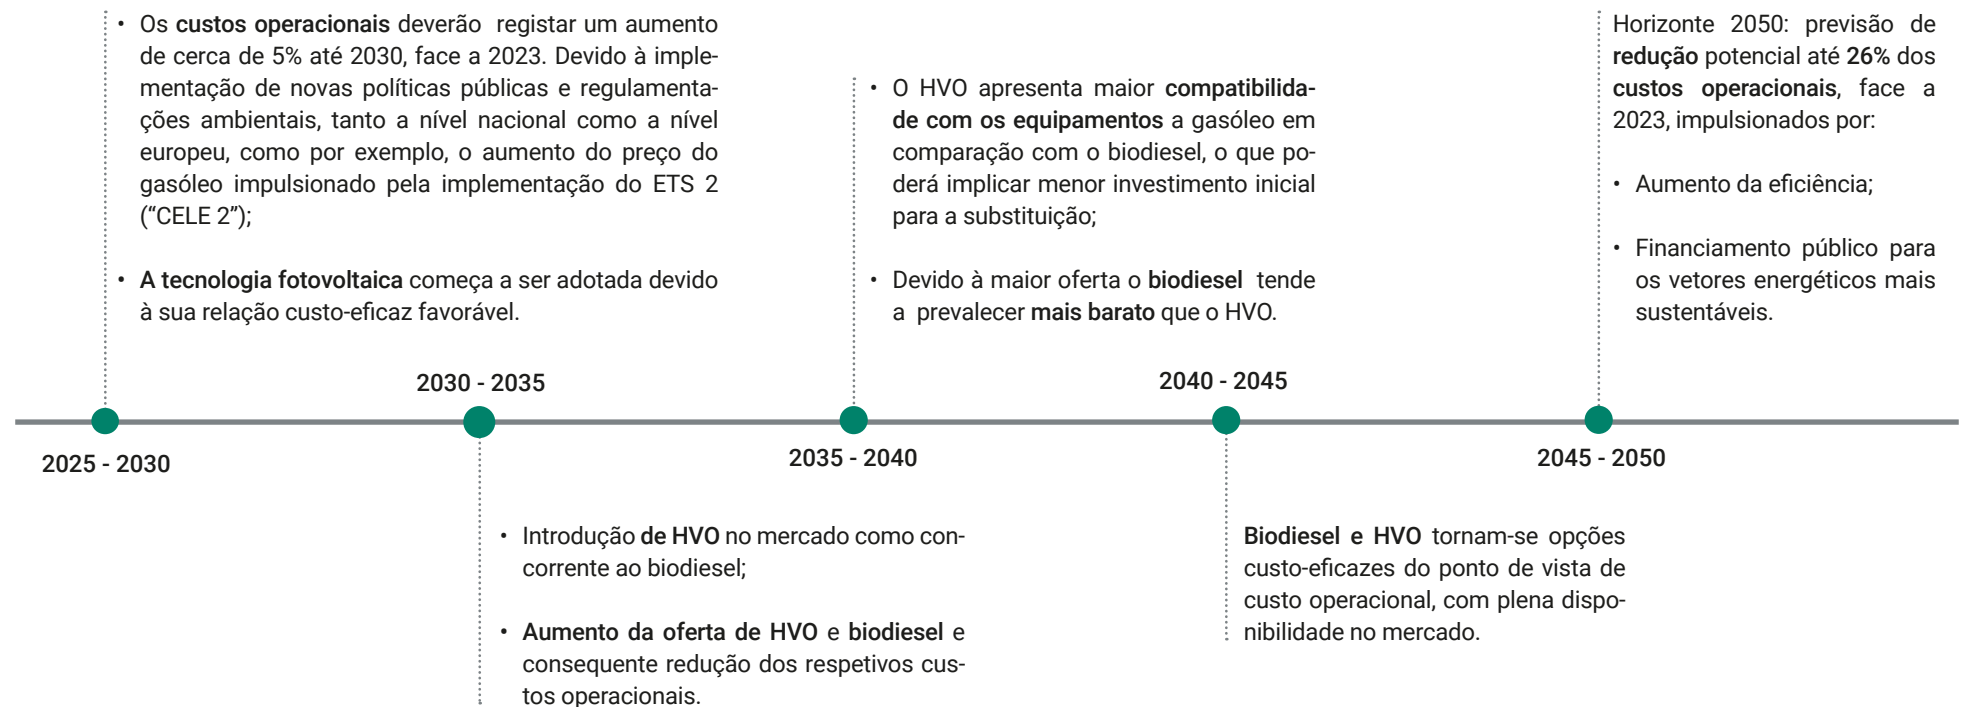 • Os custos operacionais deverão registar um aumento
de cerca de 5% até 2030, face a 2023. Devido à imple-
mentação de novas políticas públicas e regulamenta-
ções ambientais, tanto a nível nacional como a nível
europeu, como por exemplo, o aumento do preço do
gasóleo impulsionado pela implementação do ETS 2
(“CELE 2”);
• A tecnologia fotovoltaica começa a ser adotada devido
à sua relação custo-eficaz favorável.
2025 - 2030
2030 - 2035
• Introdução de HVO no mercado como con-
corrente ao biodiesel;
• Aumento da oferta de HVO e biodiesel e
consequente redução dos respetivos cus-
tos operacionais.
• O HVO apresenta maior compatibilida-
de com os equipamentos a gasóleo em
comparação com o biodiesel, o que po-
derá implicar menor investimento inicial
para a substituição;
• Devido à maior oferta o biodiesel tende
a prevalecer mais barato que o HVO.
2035 - 2040
2040 - 2045
Biodiesel e HVO tornam-se opções
custo-eficazes do ponto de vista de
custo operacional, com plena dispo-
nibilidade no mercado.
Horizonte 2050: previsão de
redução potencial até 26% dos
custos operacionais, face a
2023, impulsionados por:
• Aumento da eficiência;
• Financiamento público para
os vetores energéticos mais
sustentáveis.
2045 - 2050